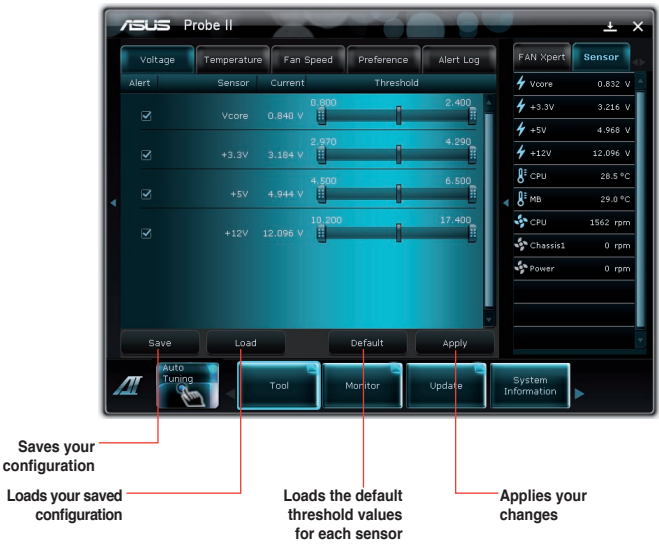 ASUS Probe II
Voltage Temperature Fan Speed Preference Alert Log
Alert Sensor Current Threshold
Vcore 0.840 V 0.800 2.400
+3.3V 3.184 V 2.970 4.290
+5V 4.944 V 4.500 6.500
+12V 12.096 V 10.200 17.400
Save Load Default Apply
FAN Xpert Sensor
Vcore 0.832 V
+3.3V 3.216 V
+5V 4.968 V
+12V 12.096 V
CPU 28.5 °C
MB 29.0 °C
CPU 1562 rpm
Chassis1 0 rpm
Power 0 rpm
Auto
Tuning
Tool Monitor Update
System
Information
Saves your
configuration
Loads your saved
configuration
Loads the default
threshold values
for each sensor
Applies your
changes